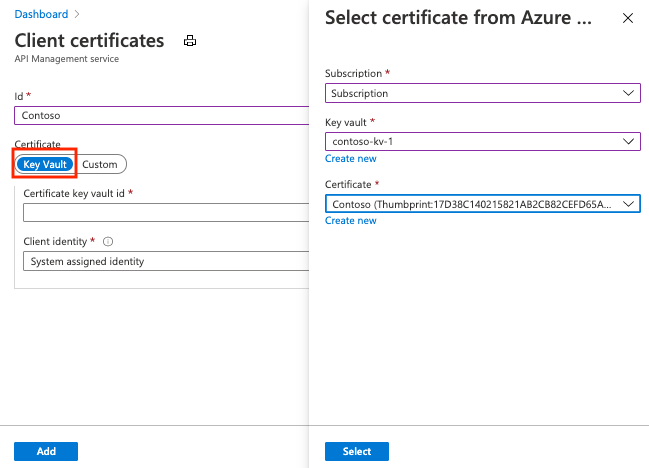 Dashboard
Client certificates
API Management service
Id *
Contoso
Certificate
Key Vault
Custom
Certificate key vault id *
Client identity *
System assigned identity
Add
Select certificate from Azure ...
Subscription *
Subscription
Key vault *
contoso-kv-1
Create new
Certificate *
Contoso (Thumbprint:17D38C140215821AB2CB82CEFD65A...
Create new
Select